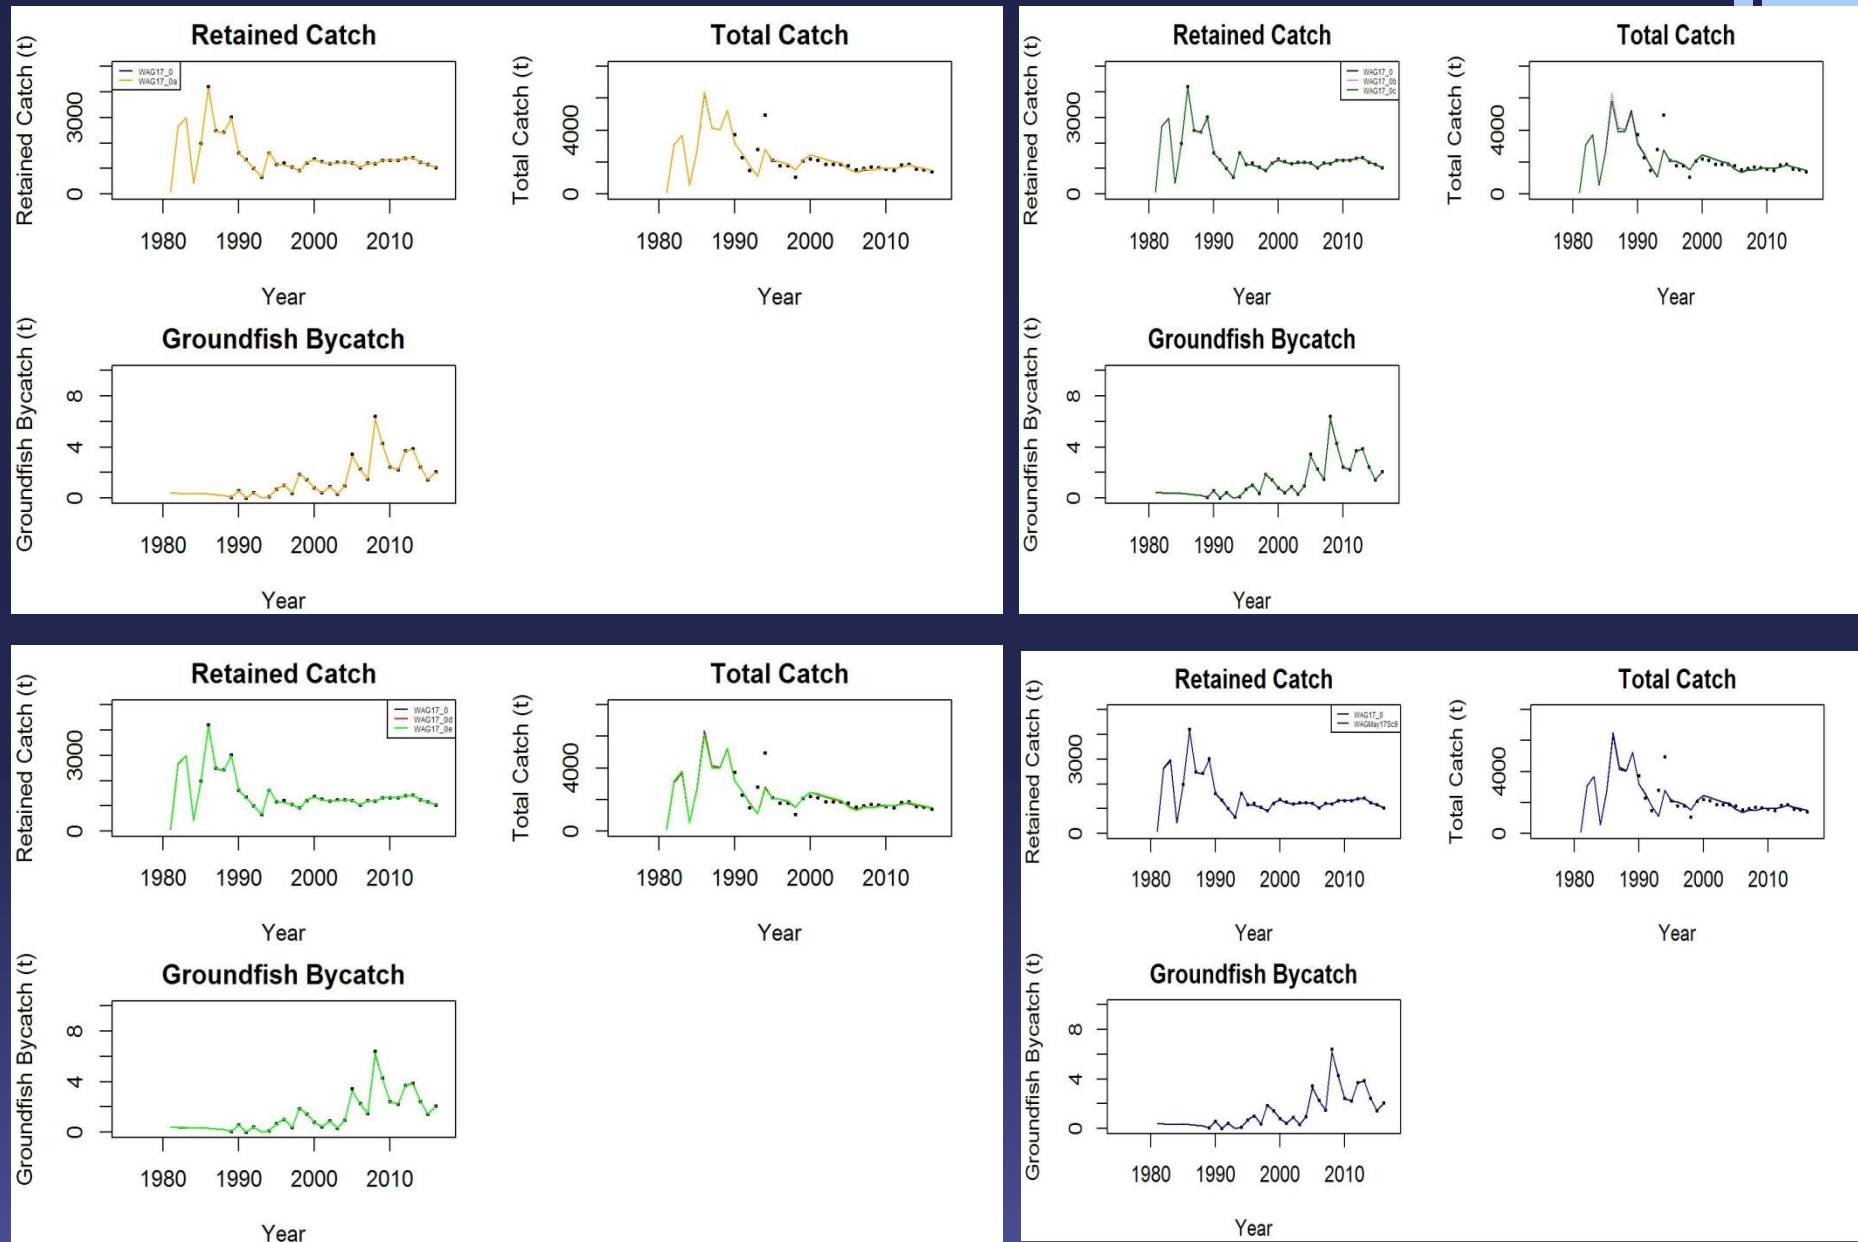 Retained Catch
Retained Catch (t)
3000
0
WAG17_0
WAG17_0a
1980 1990 2000 2010
Year
Total Catch
Total Catch (t)
4000
0
1980 1990 2000 2010
Year
Groundfish Bycatch
Groundfish Bycatch (t)
8
4
0
1980 1990 2000 2010
Year
Retained Catch
Retained Catch (t)
3000
0
WAG17_0
WAG17_0b
WAG17_0c
1980 1990 2000 2010
Year
Total Catch
Total Catch (t)
4000
0
1980 1990 2000 2010
Year
Groundfish Bycatch
Groundfish Bycatch (t)
8
4
0
1980 1990 2000 2010
Year
Retained Catch
Retained Catch (t)
3000
0
WAG17_0
WAG17_0d
WAG17_0e
1980 1990 2000 2010
Year
Total Catch
Total Catch (t)
4000
0
1980 1990 2000 2010
Year
Groundfish Bycatch
Groundfish Bycatch (t)
8
4
0
1980 1990 2000 2010
Year
Retained Catch
Retained Catch (t)
3000
0
WAG17_0
WAGMay17Sc9
1980 1990 2000 2010
Year
Total Catch
Total Catch (t)
4000
0
1980 1990 2000 2010
Year
Groundfish Bycatch
Groundfish Bycatch (t)
8
4
0
1980 1990 2000 2010
Year